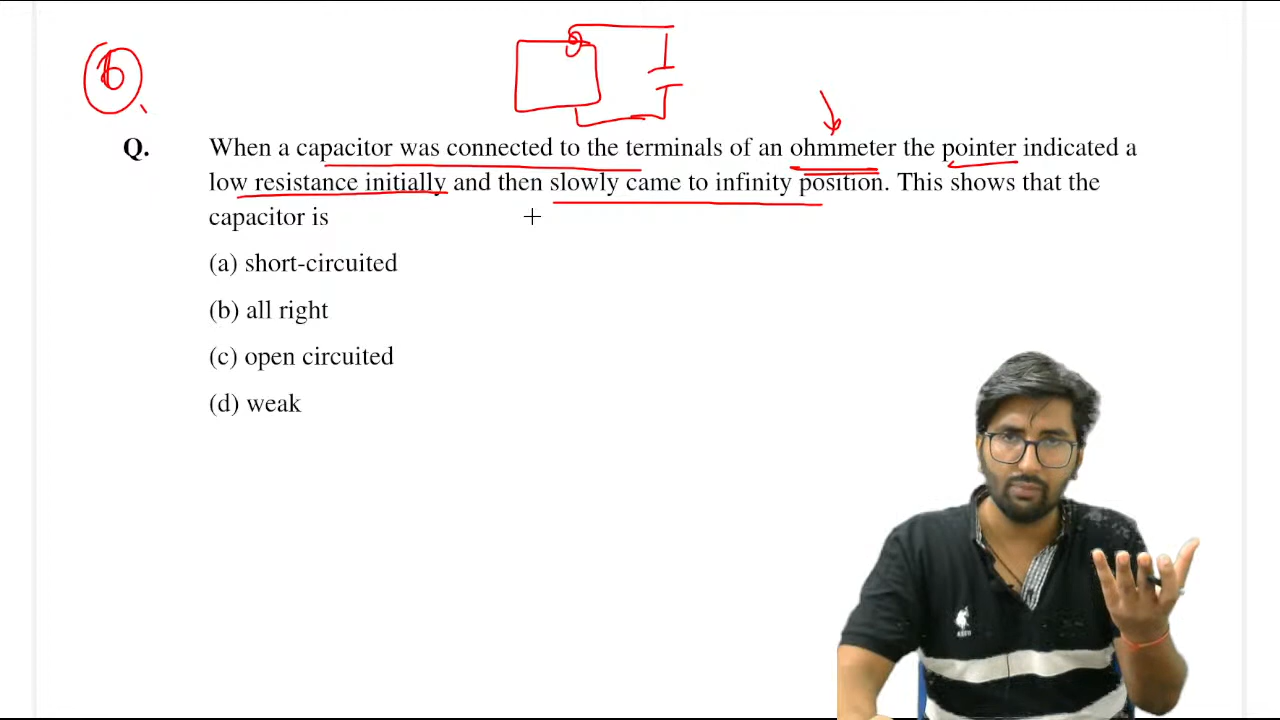 6
Q. When a capacitor was connected to the terminals of an ohmmeter the pointer indicated a
low resistance initially and then slowly came to infinity position. This shows that the
capacitor is
(a) short-circuited
(b) all right
(c) open circuited
(d) weak